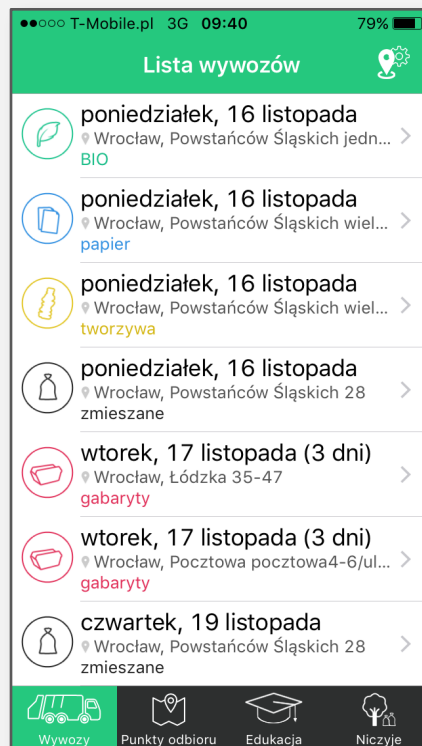 T-Mobile.pl 3G 09:40 79%
Lista wywozów
poniedziałek, 16 listopada
Wrocław, Powstańców Śląskich jedn...
BIO
poniedziałek, 16 listopada
Wrocław, Powstańców Śląskich wiel...
papier
poniedziałek, 16 listopada
Wrocław, Powstańców Śląskich wiel...
tworzywa
poniedziałek, 16 listopada
Wrocław, Powstańców Śląskich 28
zmieszane
wtorek, 17 listopada (3 dni)
Wrocław, Łódzka 35-47
gabaryty
wtorek, 17 listopada (3 dni)
Wrocław, Pocztowa pocztowa4-6/ul...
gabaryty
czwartek, 19 listopada
Wrocław, Powstańców Śląskich 28
zmieszane
Wywozy Punkty odbioru Edukacja Niczyje